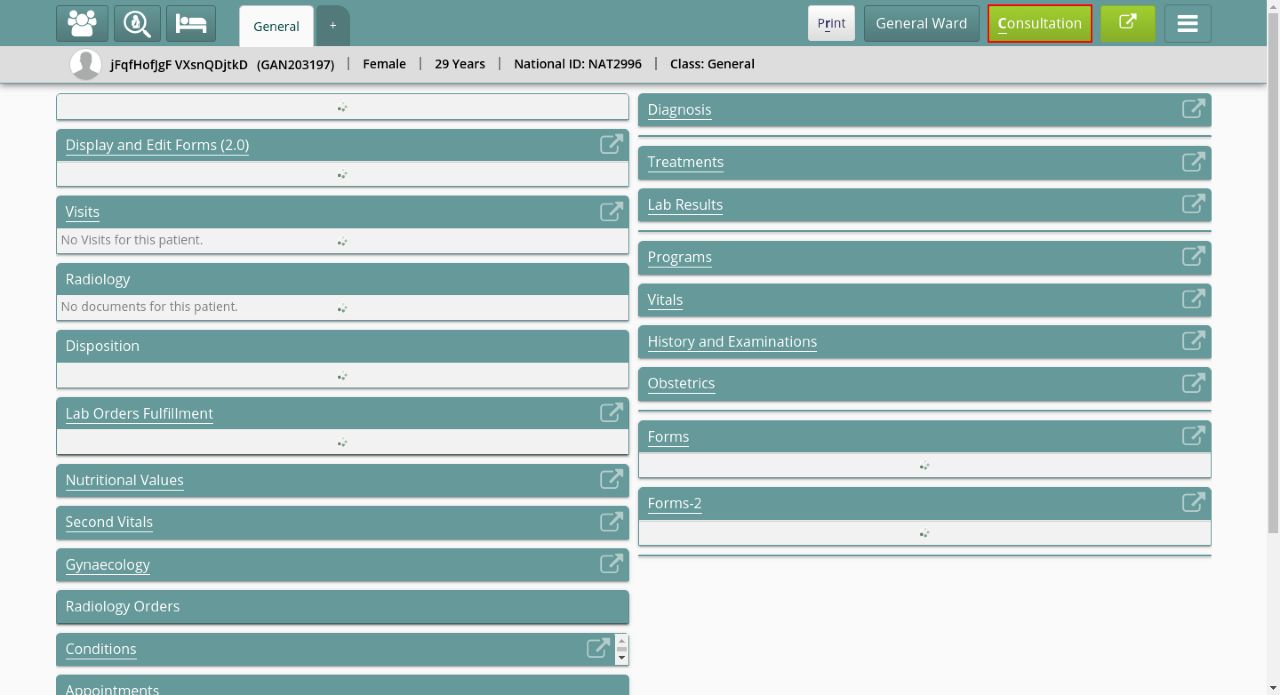 General
+
Print
General Ward
Consultation
jFqfHofJgF VXsnQDjtkD (GAN203197) | Female | 29 Years | National ID: NAT2996 | Class: General
Display and Edit Forms (2.0)
Visits
No Visits for this patient.
Radiology
No documents for this patient.
Disposition
Lab Orders Fulfillment
Nutritional Values
Second Vitals
Gynaecology
Radiology Orders
Conditions
Appointments
Diagnosis
Treatments
Lab Results
Programs
Vitals
History and Examinations
Obstetrics
Forms
Forms-2